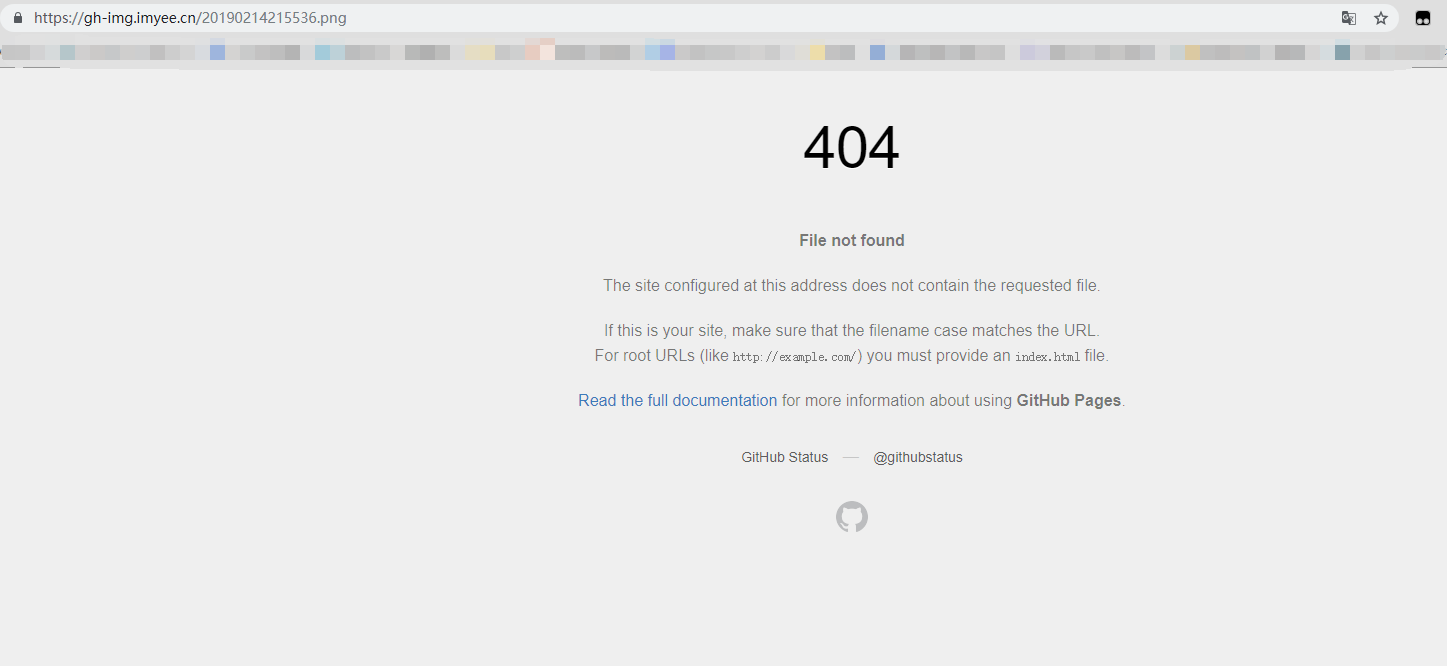 https://gh-img.imyee.cn/20190214215536.png
404
File not found
The site configured at this address does not contain the requested file.
If this is your site, make sure that the filename case matches the URL.
For root URLs (like http://example.com/) you must provide an index.html file.
Read the full documentation for more information about using GitHub Pages.
GitHub Status — @githubstatus